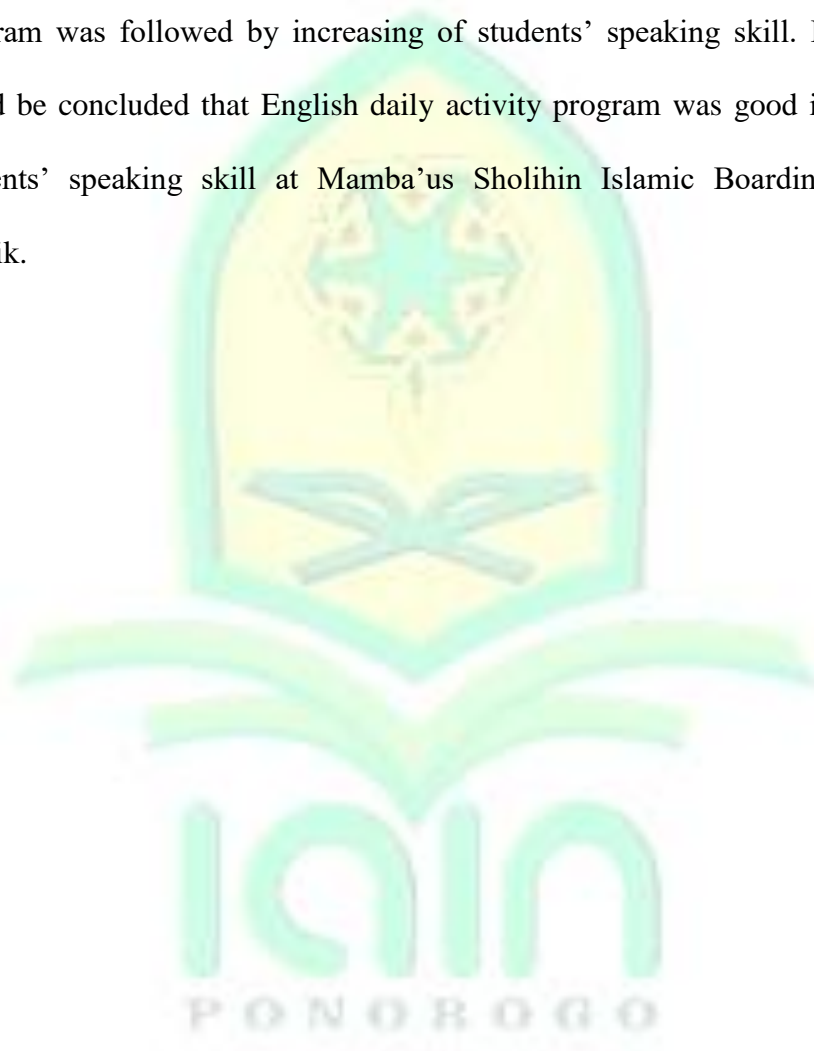 ram was followed by increasing of students’ speaking skill.
d be concluded that English daily activity program was good i
ents’ speaking skill at Mamba’us Sholihin Islamic Boardin
ik.
IAIN
PONOROGO